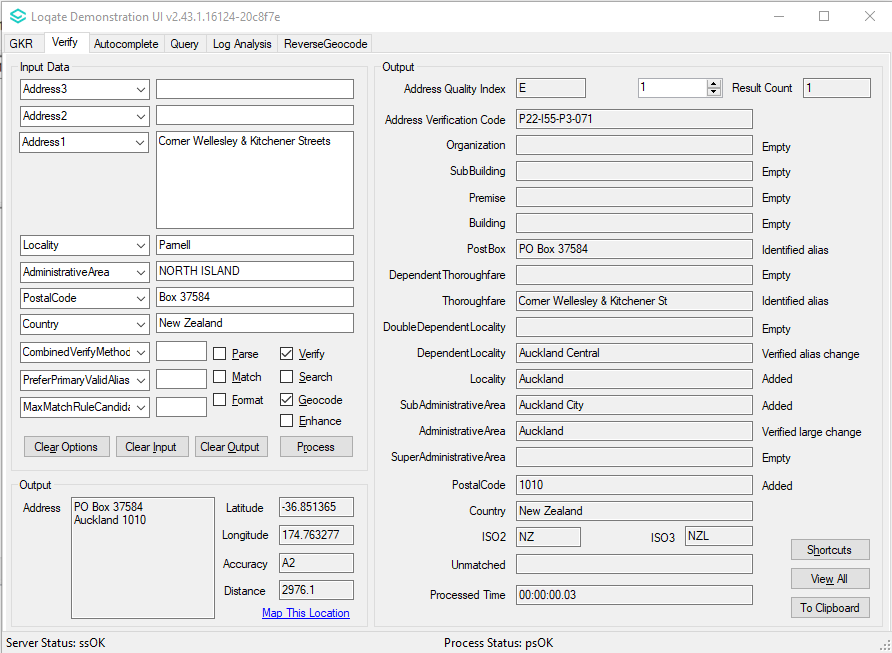 Loqate Demonstration UI v2.43.1.16124-20c8f7e
GKR Verify Autocomplete Query Log Analysis ReverseGeocode
Input Data
Address3
Address2
Address1 Corner Wellesley & Kitchener Streets
Locality Parnell
AdministrativeArea NORTH ISLAND
PostalCode Box 37584
Country New Zealand
CombinedVerifyMethod Parse Verify
PreferPrimaryValidAlias Match Search
MaxMatchRuleCandida Format Geocode
Enhance
Clear Options Clear Input Clear Output Process
Output
Address PO Box 37584
Auckland 1010
Latitude -36.851365
Longitude 174.763277
Accuracy A2
Distance 2976.1
Map This Location
Output
Address Quality Index E 1 Result Count 1
Address Verification Code P22-I55-P3-071
Organization Empty
SubBuilding Empty
Premise Empty
Building Empty
PostBox PO Box 37584 Identified alias
DependentThoroughfare Empty
Thoroughfare Corner Wellesley & Kitchener St Identified alias
DoubleDependentLocality Empty
DependentLocality Auckland Central Verified alias change
Locality Auckland Added
SubAdministrativeArea Auckland City Added
AdministrativeArea Auckland Verified large change
SuperAdministrativeArea Empty
PostalCode 1010 Added
Country New Zealand
ISO2 NZ ISO3 NZL
Unmatched
Processed Time 00:00:00.03
Shortcuts
View All
To Clipboard
Server Status: ssOK Process Status: psOK